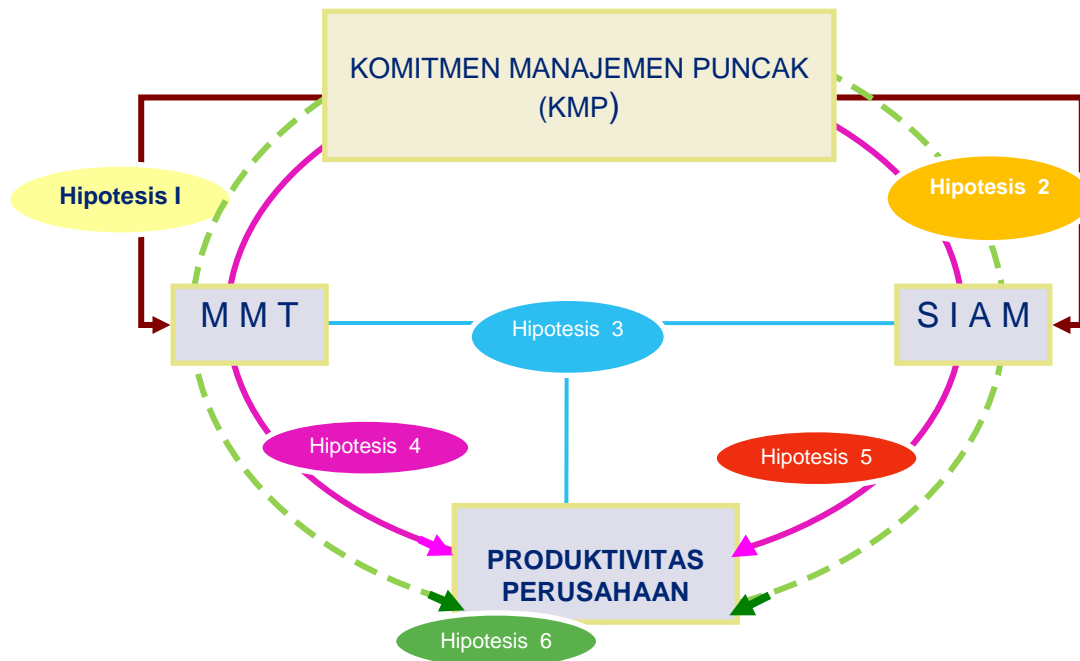 KOMITMEN MANAJEMEN PUNCAK
(KMP)
Hipotesis I
Hipotesis 2
M M T
Hipotesis 3
S I A M
Hipotesis 4
Hipotesis 5
PRODUKTIVITAS
PERUSAHAAN
Hipotesis 6